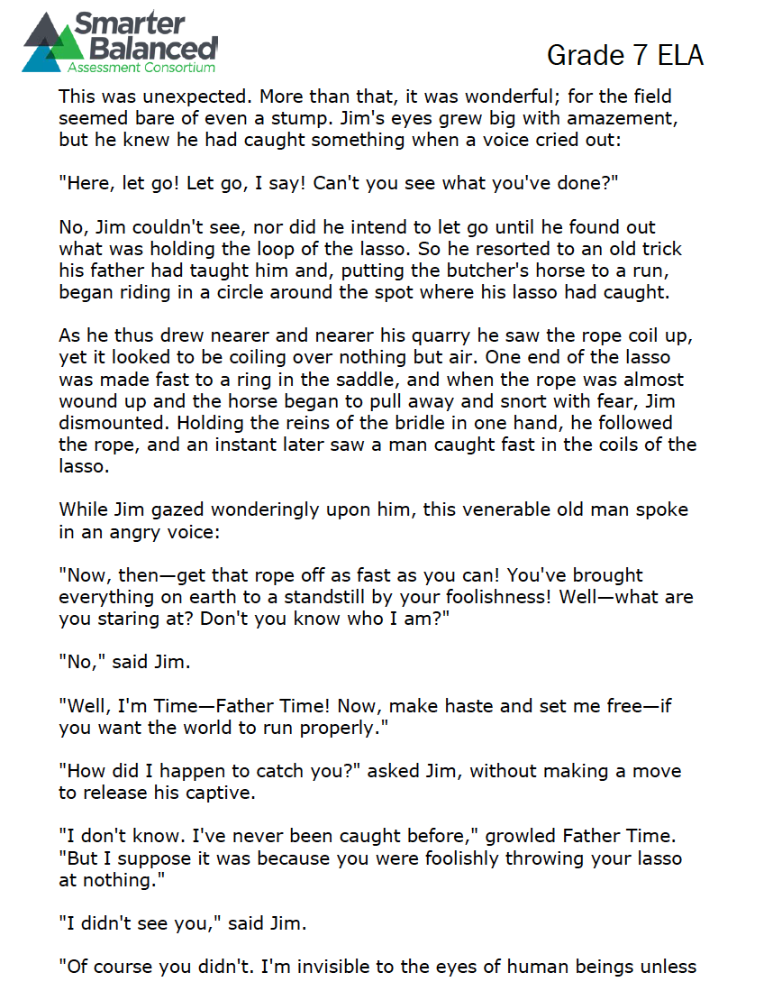 Smarter
Balanced
Assessment Consortium
Grade 7 ELA
This was unexpected. More than that, it was wonderful; for the field
seemed bare of even a stump. Jim's eyes grew big with amazement,
but he knew he had caught something when a voice cried out:
"Here, let go! Let go, I say! Can't you see what you've done?"
No, Jim couldn't see, nor did he intend to let go until he found out
what was holding the loop of the lasso. So he resorted to an old trick
his father had taught him and, putting the butcher's horse to a run,
began riding in a circle around the spot where his lasso had caught.
As he thus drew nearer and nearer his quarry he saw the rope coil up,
yet it looked to be coiling over nothing but air. One end of the lasso
was made fast to a ring in the saddle, and when the rope was almost
wound up and the horse began to pull away and snort with fear, Jim
dismounted. Holding the reins of the bridle in one hand, he followed
the rope, and an instant later saw a man caught fast in the coils of the
lasso.
While Jim gazed wonderingly upon him, this venerable old man spoke
in an angry voice:
"Now, then—get that rope off as fast as you can! You've brought
everything on earth to a standstill by your foolishness! Well—what are
you staring at? Don't you know who I am?"
"No," said Jim.
"Well, I'm Time—Father Time! Now, make haste and set me free—if
you want the world to run properly."
"How did I happen to catch you?" asked Jim, without making a move
to release his captive.
"I don't know. I've never been caught before," growled Father Time.
"But I suppose it was because you were foolishly throwing your lasso
at nothing."
"I didn't see you," said Jim.
"Of course you didn't. I'm invisible to the eyes of human beings unless